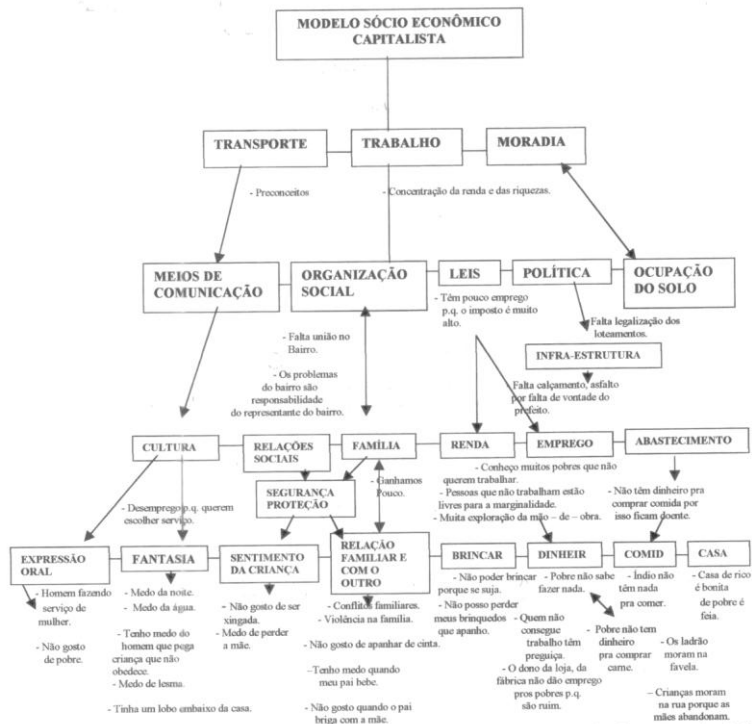 MODELO SÓCIO ECONÔMICO
CAPITALISTA
TRANSPORTE
TRABALHO
MORADIA
- Preconceitos
- Concentração da renda e das riquezas.
MEIOS DE
COMUNICAÇÃO
ORGANIZAÇÃO
SOCIAL
LEIS
POLÍTICA
OCUPAÇÃO
DO SOLO
- Têm pouco emprego
p.q. o imposto é muito
alto.
- Falta união no
Bairro.
- Os problemas
do bairro são
responsabilidade
do representante do bairro.
Falta legalização dos
loteamentos.
INFRA-ESTRUTURA
- Falta calçamento, asfalto
por falta de vontade do
prefeito.
CULTURA
RELAÇÕES
SOCIAIS
FAMÍLIA
RENDA
EMPREGO
ABASTECIMENTO
SEGURANÇA
PROTEÇÃO
- Ganhamos
Pouco.
- Conheço muitos pobres que não
querem trabalhar.
- Pessoas que não trabalham estão
livres para a marginalidade.
- Muita exploração da mão – de – obra.
- Não têm dinheiro pra
comprar comida por
isso ficam doente.
- Desemprego p.q. querem
escolher serviço.
EXPRESSÃO
ORAL
FANTASIA
SENTIMENTO
DA CRIANÇA
RELAÇÃO
FAMILIAR E
COM O
OUTRO
BRINCAR
DINHEIR
COMID
CASA
- Homem fazendo
serviço de
mulher.
- Não gosto
de pobre.
- Medo da noite.
- Medo da água.
- Tenho medo do
homem que pega
criança que não
obedece.
- Medo de lesma.
- Tinha um lobo embaixo da casa.
- Não gosto de ser
xingada.
- Medo de perder
a mãe.
- Conflitos familiares.
- Violência na família.
- Não gosto de apanhar de cinta.
- Tenho medo quando
meu pai bebe.
- Não gosto quando o pai
briga com a mãe.
- Não poder brincar
porque se suja.
- Não posso perder
meus brinquedos
que apanho.
- Pobre não sabe
fazer nada.
- Quem não
consegue
trabalho têm
preguiça.
- O dono da loja, da
fábrica não dão emprego
pros pobres p.q.
são ruim.
- Índio não
têm nada
pra comer.
- Pobre não tem
dinheiro
pra comprar
carne.
- Casa de rico
é bonita
de pobre é
feia.
- Os ladrão
moram na
favela.
– Crianças moram
na rua porque as
mães abandonam.